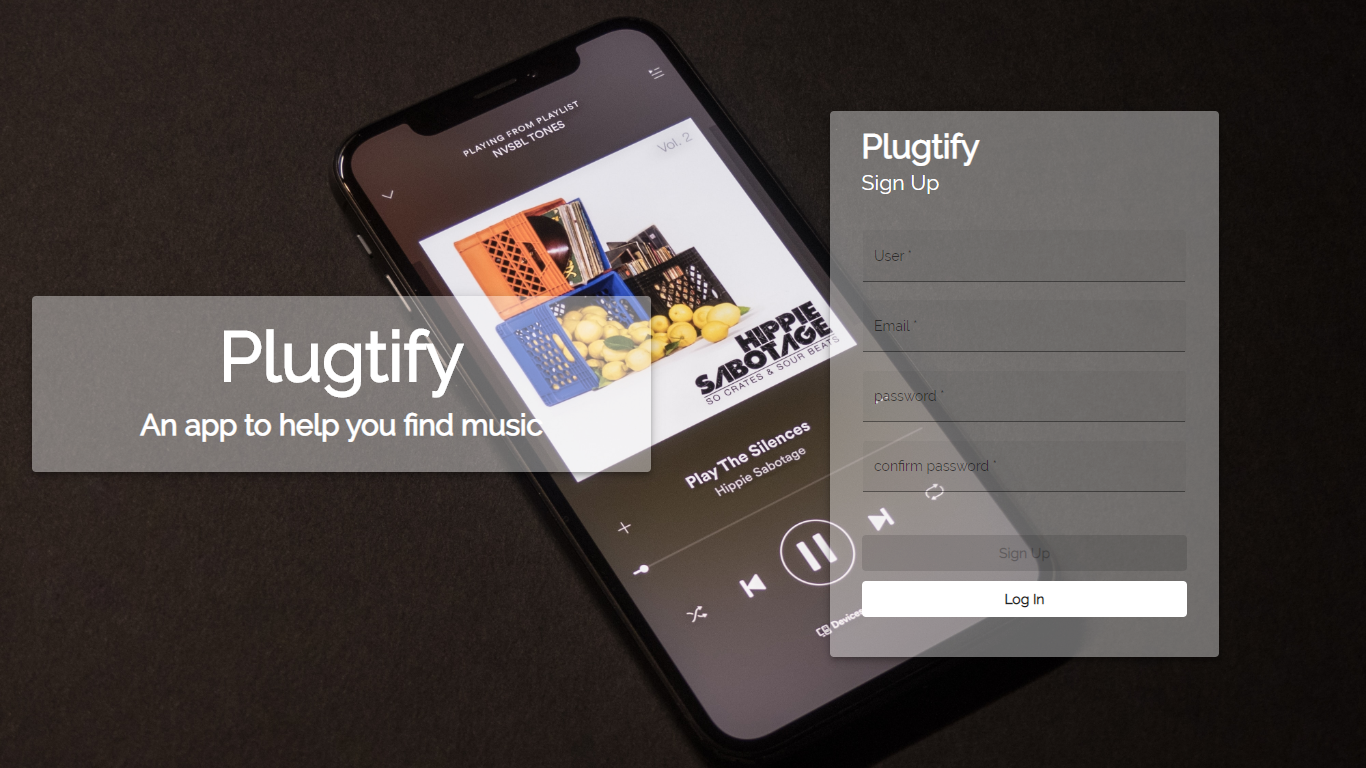 PLAYING FROM PLAYLIST
NVSBL TONES
Vol. 2
HIPPIE
SABOTAGE
SO CRATES & SOUR BEATS
Plugtify
An app to help you find music
Play The Silences
Hippie Sabotage
Devices
Plugtify
Sign Up
User *
Email *
password *
confirm password *
Sign Up
Log In